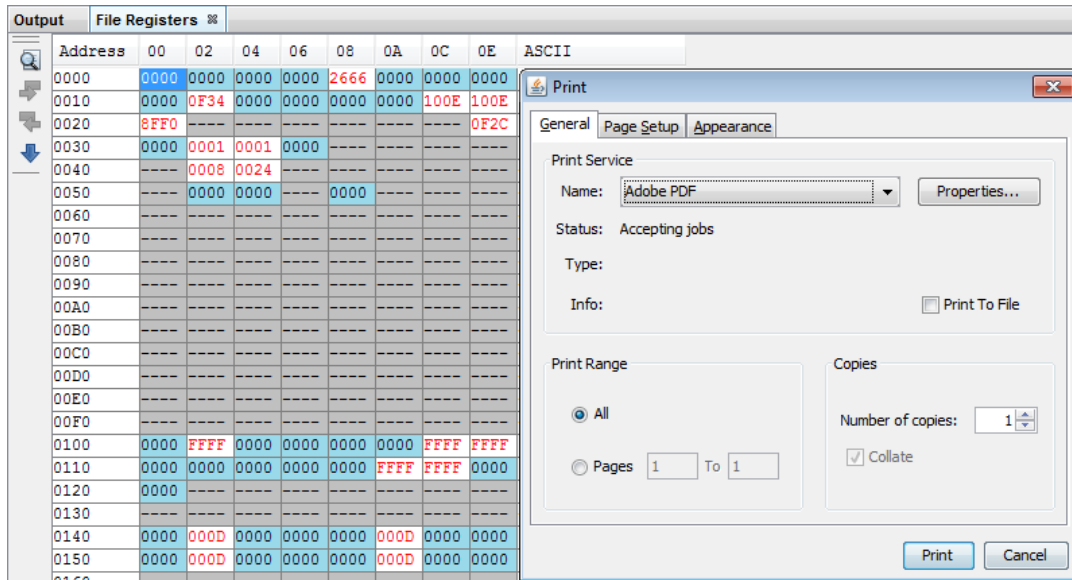 Output File Registers
Address 00 02 04 06 08 0A 0C 0E ASCII
0000 0000 0000 0000 0000 2666 0000 0000 0000
0010 0000 0F34 0000 0000 0000 0000 100E 100E
0020 8FF0 ---- ---- ---- ---- ---- ---- 0F2C
0030 0000 0001 0001 0000 ---- ---- ---- ----
0040 ---- 0008 0024 ---- ---- ---- ---- ----
0050 ---- 0000 0000 ---- 0000 ---- ---- ----
0060 ---- ---- ---- ---- ---- ---- ---- ----
0070 ---- ---- ---- ---- ---- ---- ---- ----
0080 ---- ---- ---- ---- ---- ---- ---- ----
0090 ---- ---- ---- ---- ---- ---- ---- ----
00A0 ---- ---- ---- ---- ---- ---- ---- ----
00B0 ---- ---- ---- ---- ---- ---- ---- ----
00C0 ---- ---- ---- ---- ---- ---- ---- ----
00D0 ---- ---- ---- ---- ---- ---- ---- ----
00E0 ---- ---- ---- ---- ---- ---- ---- ----
00F0 ---- ---- ---- ---- ---- ---- ---- ----
0100 0000 FFFF 0000 0000 0000 0000 FFFF FFFF
0110 0000 0000 0000 0000 0000 FFFF FFFF 0000
0120 0000 ---- ---- ---- ---- ---- ---- ----
0130 ---- ---- ---- ---- ---- ---- ---- ----
0140 0000 000D 0000 0000 0000 000D 0000 0000
0150 0000 000D 0000 0000 0000 000D 0000 0000
Print
General Page Setup Appearance
Print Service
Name: Adobe PDF Properties...
Status: Accepting jobs
Type:
Info: Print To File
Print Range
All
Pages 1 To 1
Copies
Number of copies: 1
Collate
Print Cancel